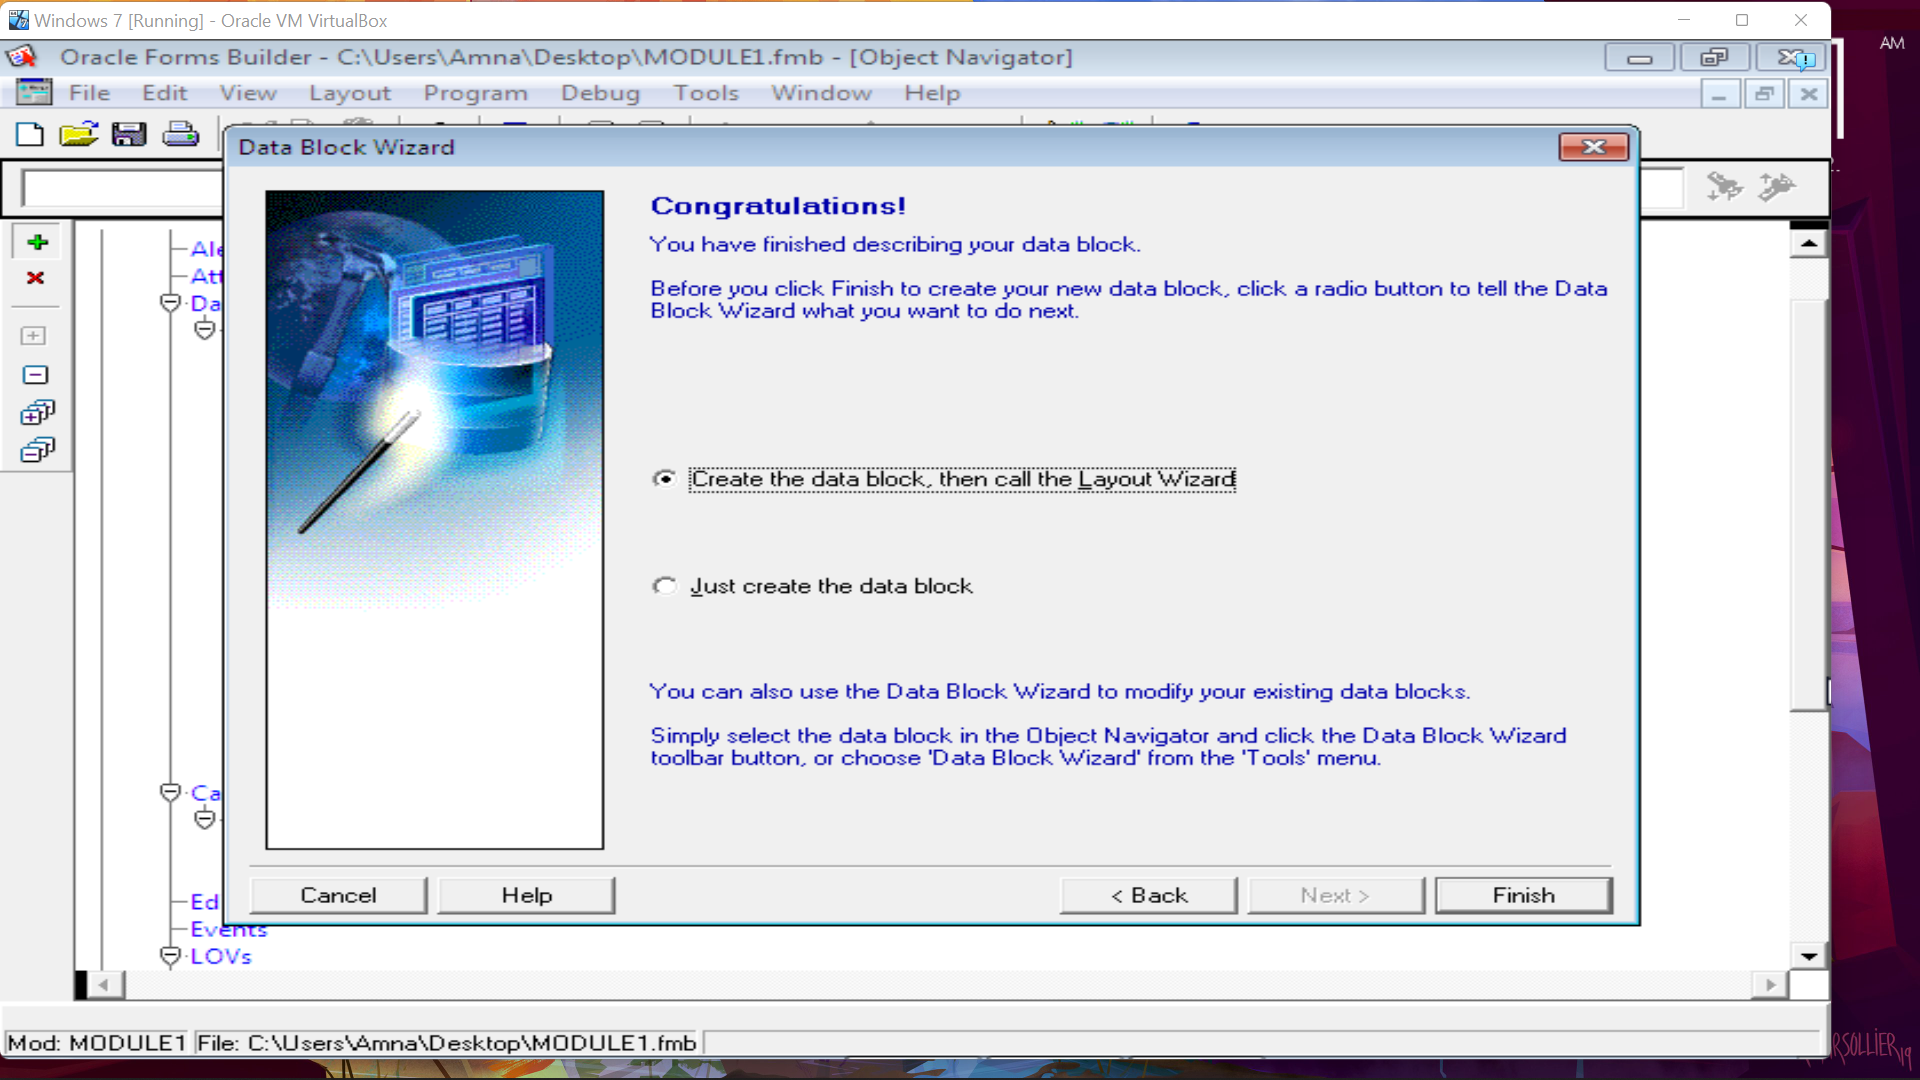 Windows 7 [Running] - Oracle VM VirtualBox
AM
Oracle Forms Builder - C:\Users\Amna\Desktop\MODULE1.fmb - [Object Navigator]
File Edit View Layout Program Debug Tools Window Help
Data Block Wizard
Congratulations!
You have finished describing your data block.
Before you click Finish to create your new data block, click a radio button to tell the Data
Block Wizard what you want to do next.
Create the data block, then call the Layout Wizard
Just create the data block
You can also use the Data Block Wizard to modify your existing data blocks.
Simply select the data block in the Object Navigator and click the Data Block Wizard
toolbar button, or choose 'Data Block Wizard' from the 'Tools' menu.
Cancel Help < Back Next > Finish
Ale
Att
Da
Ca
Ed
Events
LOVs
Mod: MODULE1 File: C:\Users\Amna\Desktop\MODULE1.fmb